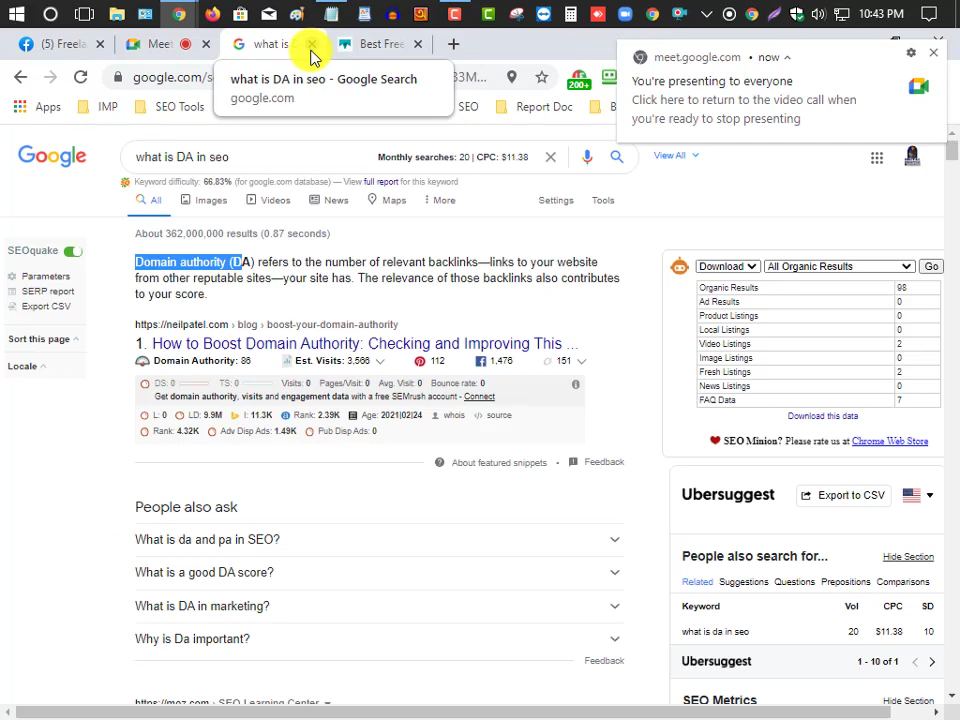 10:43 PM
(5) Freela
Meet
what is
Best Free
meet.google.com • now
You're presenting to everyone
Click here to return to the video call when
you're ready to stop presenting
google.com/s
33M...
200+
what is DA in seo - Google Search
google.com
Apps
IMP
SEO Tools
SEO
Report Doc
B
Google
what is DA in seo
Monthly searches: 20 | CPC: $11.38
View All
Keyword difficulty: 66.83% (for google.com database) — View full report for this keyword
All
Images
Videos
News
Maps
More
Settings
Tools
About 362,000,000 results (0.87 seconds)
SEOquake
Parameters
SERP report
Export CSV
Sort this page
Locale
Domain authority (DA) refers to the number of relevant backlinks—links to your website
from other reputable sites—your site has. The relevance of those backlinks also contributes
to your score.
https://neilpatel.com › blog › boost-your-domain-authority
1. How to Boost Domain Authority: Checking and Improving This ...
Domain Authority: 86
Est. Visits: 3,566
112
1,476
151
DS: 0
TS: 0
Visits: 0
Pages/Visit: 0
Avg. Visit: 0
Bounce rate: 0
Get domain authority, visits and engagement data with a free SEMrush account - Connect
L: 0
LD: 9.9M
I: 11.3K
Rank: 2.39K
Age: 2021|02|24
whois
source
Rank: 4.32K
Adv Disp Ads: 1.49K
Pub Disp Ads: 0
About featured snippets
•
Feedback
People also ask
What is da and pa in SEO?
What is a good DA score?
What is DA in marketing?
Why is Da important?
Feedback
https://moz.com › SEO Learning Center
Download
All Organic Results
Go
Organic Results 98
Ad Results 0
Product Listings 0
Local Listings 0
Video Listings 2
Image Listings 0
Fresh Listings 2
News Listings 0
FAQ Data 7
Download this data
SEO Minion? Please rate us at Chrome Web Store
Ubersuggest
Export to CSV
People also search for...
Hide Section
Related
Suggestions
Questions
Prepositions
Comparisons
Keyword Vol CPC SD
what is da in seo 20 $11.38 10
Ubersuggest
1 - 10 of 1
SEO Metrics
Hide Section